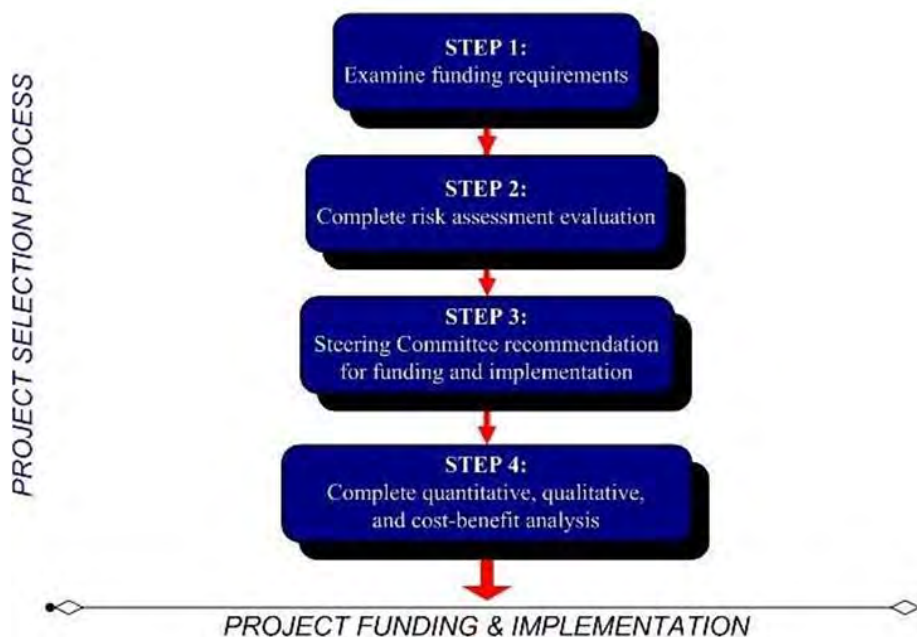 PROJECT SELECTION PROCESS
STEP 1:
Examine funding requirements
STEP 2:
Complete risk assessment evaluation
STEP 3:
Steering Committee recommendation
for funding and implementation
STEP 4:
Complete quantitative, qualitative,
and cost-benefit analysis
PROJECT FUNDING & IMPLEMENTATION